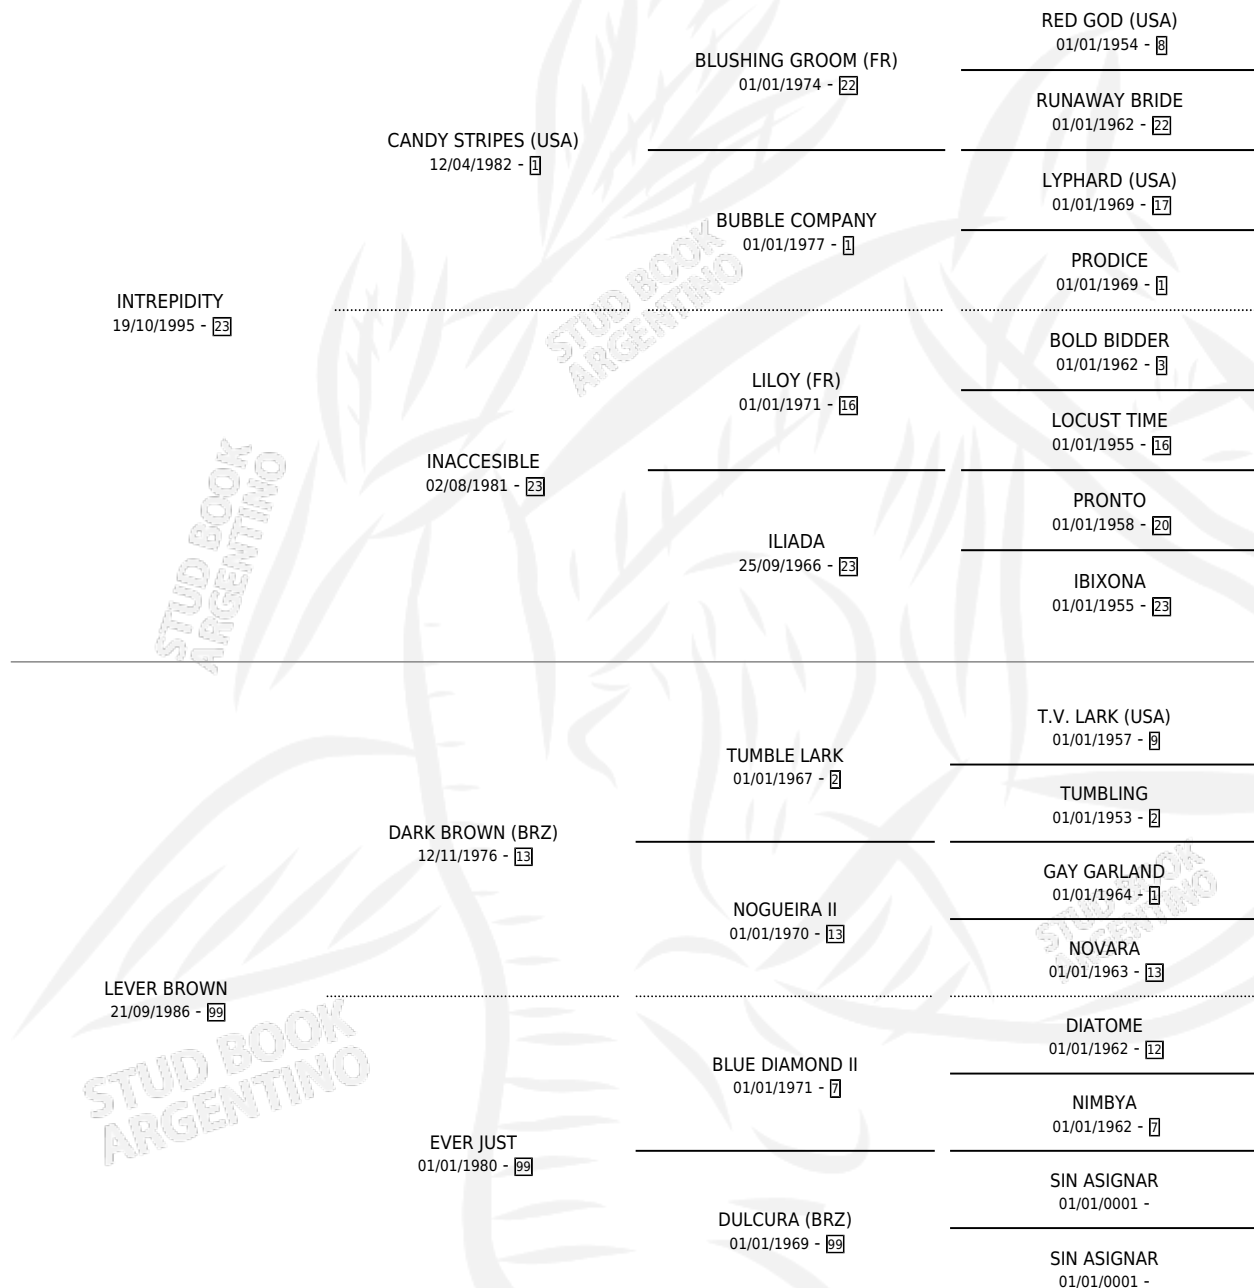 RED GOD (USA)
01/01/1954 - 8
BLUSHING GROOM (FR)
01/01/1974 - 22
RUNAWAY BRIDE
01/01/1962 - 22
CANDY STRIPES (USA)
12/04/1982 - 1
LYPHARD (USA)
01/01/1969 - 17
BUBBLE COMPANY
01/01/1977 - 1
PRODICE
01/01/1969 - 1
INTREPIDITY
19/10/1995 - 23
BOLD BIDDER
01/01/1962 - 3
LILOY (FR)
01/01/1971 - 16
LOCUST TIME
01/01/1955 - 16
INACCESIBLE
02/08/1981 - 23
PRONTO
01/01/1958 - 20
ILIADA
25/09/1966 - 23
IBIXONA
01/01/1955 - 23
T.V. LARK (USA)
01/01/1957 - 9
TUMBLE LARK
01/01/1967 - 2
TUMBLING
01/01/1953 - 2
DARK BROWN (BRZ)
12/11/1976 - 13
GAY GARLAND
01/01/1964 - 1
NOGUEIRA II
01/01/1970 - 13
NOVARA
01/01/1963 - 13
LEVER BROWN
21/09/1986 - 99
DIATOME
01/01/1962 - 12
BLUE DIAMOND II
01/01/1971 - 7
NIMBYA
01/01/1962 - 7
EVER JUST
01/01/1980 - 99
SIN ASIGNAR
01/01/0001 -
DULCURA (BRZ)
01/01/1969 - 99
SIN ASIGNAR
01/01/0001 -
STUD BOOK
ARGENTINO
STUD BOOK
ARGENTINO
STUD BOOK
ARGENTINO
STUD BOOK
ARGENTINO